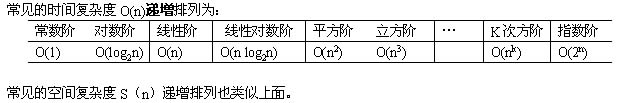 常见的时间复杂度 O(n)递增排列为：
常数阶 对数阶 线性阶 线性对数阶 平方阶 立方阶 … K 次方阶 指数阶
O(1) O(log₂n) O(n) O(n log₂n) O(n²) O(n³) O(nᵏ) O(2ⁿ)
常见的空间复杂度 S（n）递增排列也类似上面。